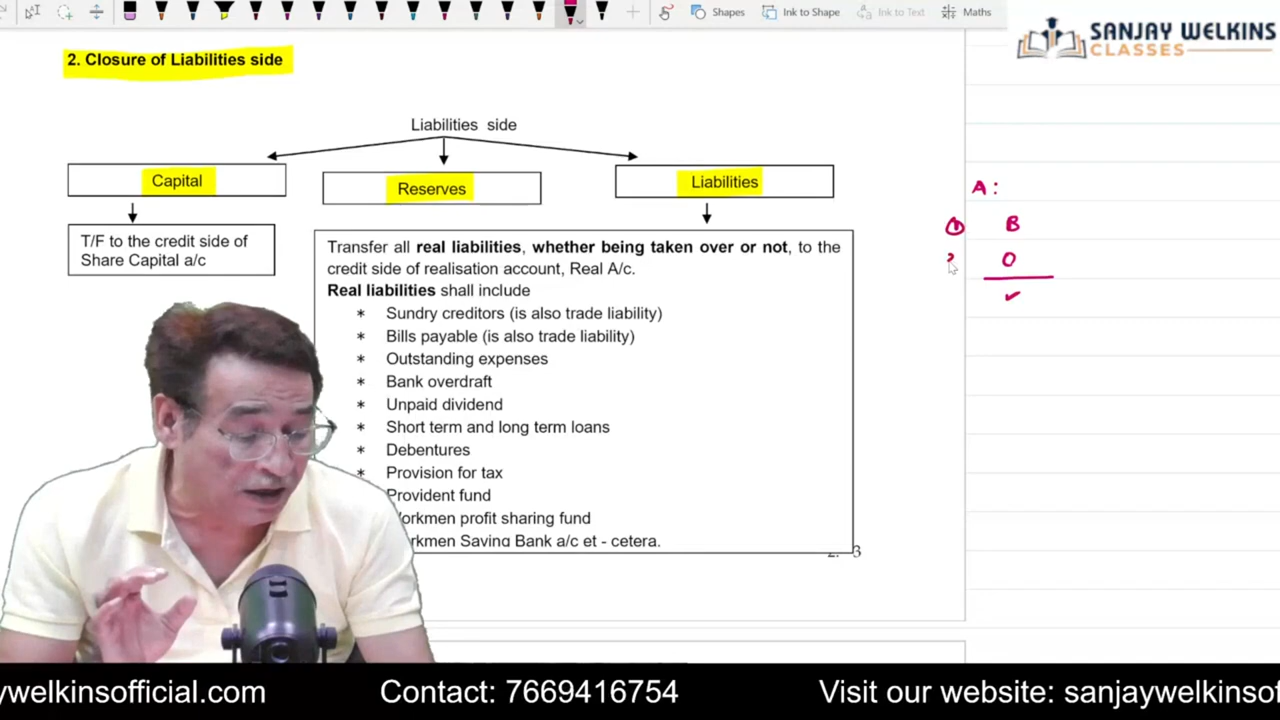 Shapes
Ink to Shape
Ink to Text
Maths
SANJAY WELKINS
CLASSES
2. Closure of Liabilities side
Liabilities side
Capital
Reserves
Liabilities
T/F to the credit side of
Share Capital a/c
Transfer all real liabilities, whether being taken over or not, to the
credit side of realisation account, Real A/c.
Real liabilities shall include
* Sundry creditors (is also trade liability)
* Bills payable (is also trade liability)
* Outstanding expenses
* Bank overdraft
* Unpaid dividend
* Short term and long term loans
* Debentures
* Provision for tax
Provident fund
orkmen profit sharing fund
rkmen Saving Bank a/c et - cetera.
2. 3
A:
① B
O
✓
ywelkinsofficial.com
Contact: 7669416754
Visit our website: sanjaywelkinsof